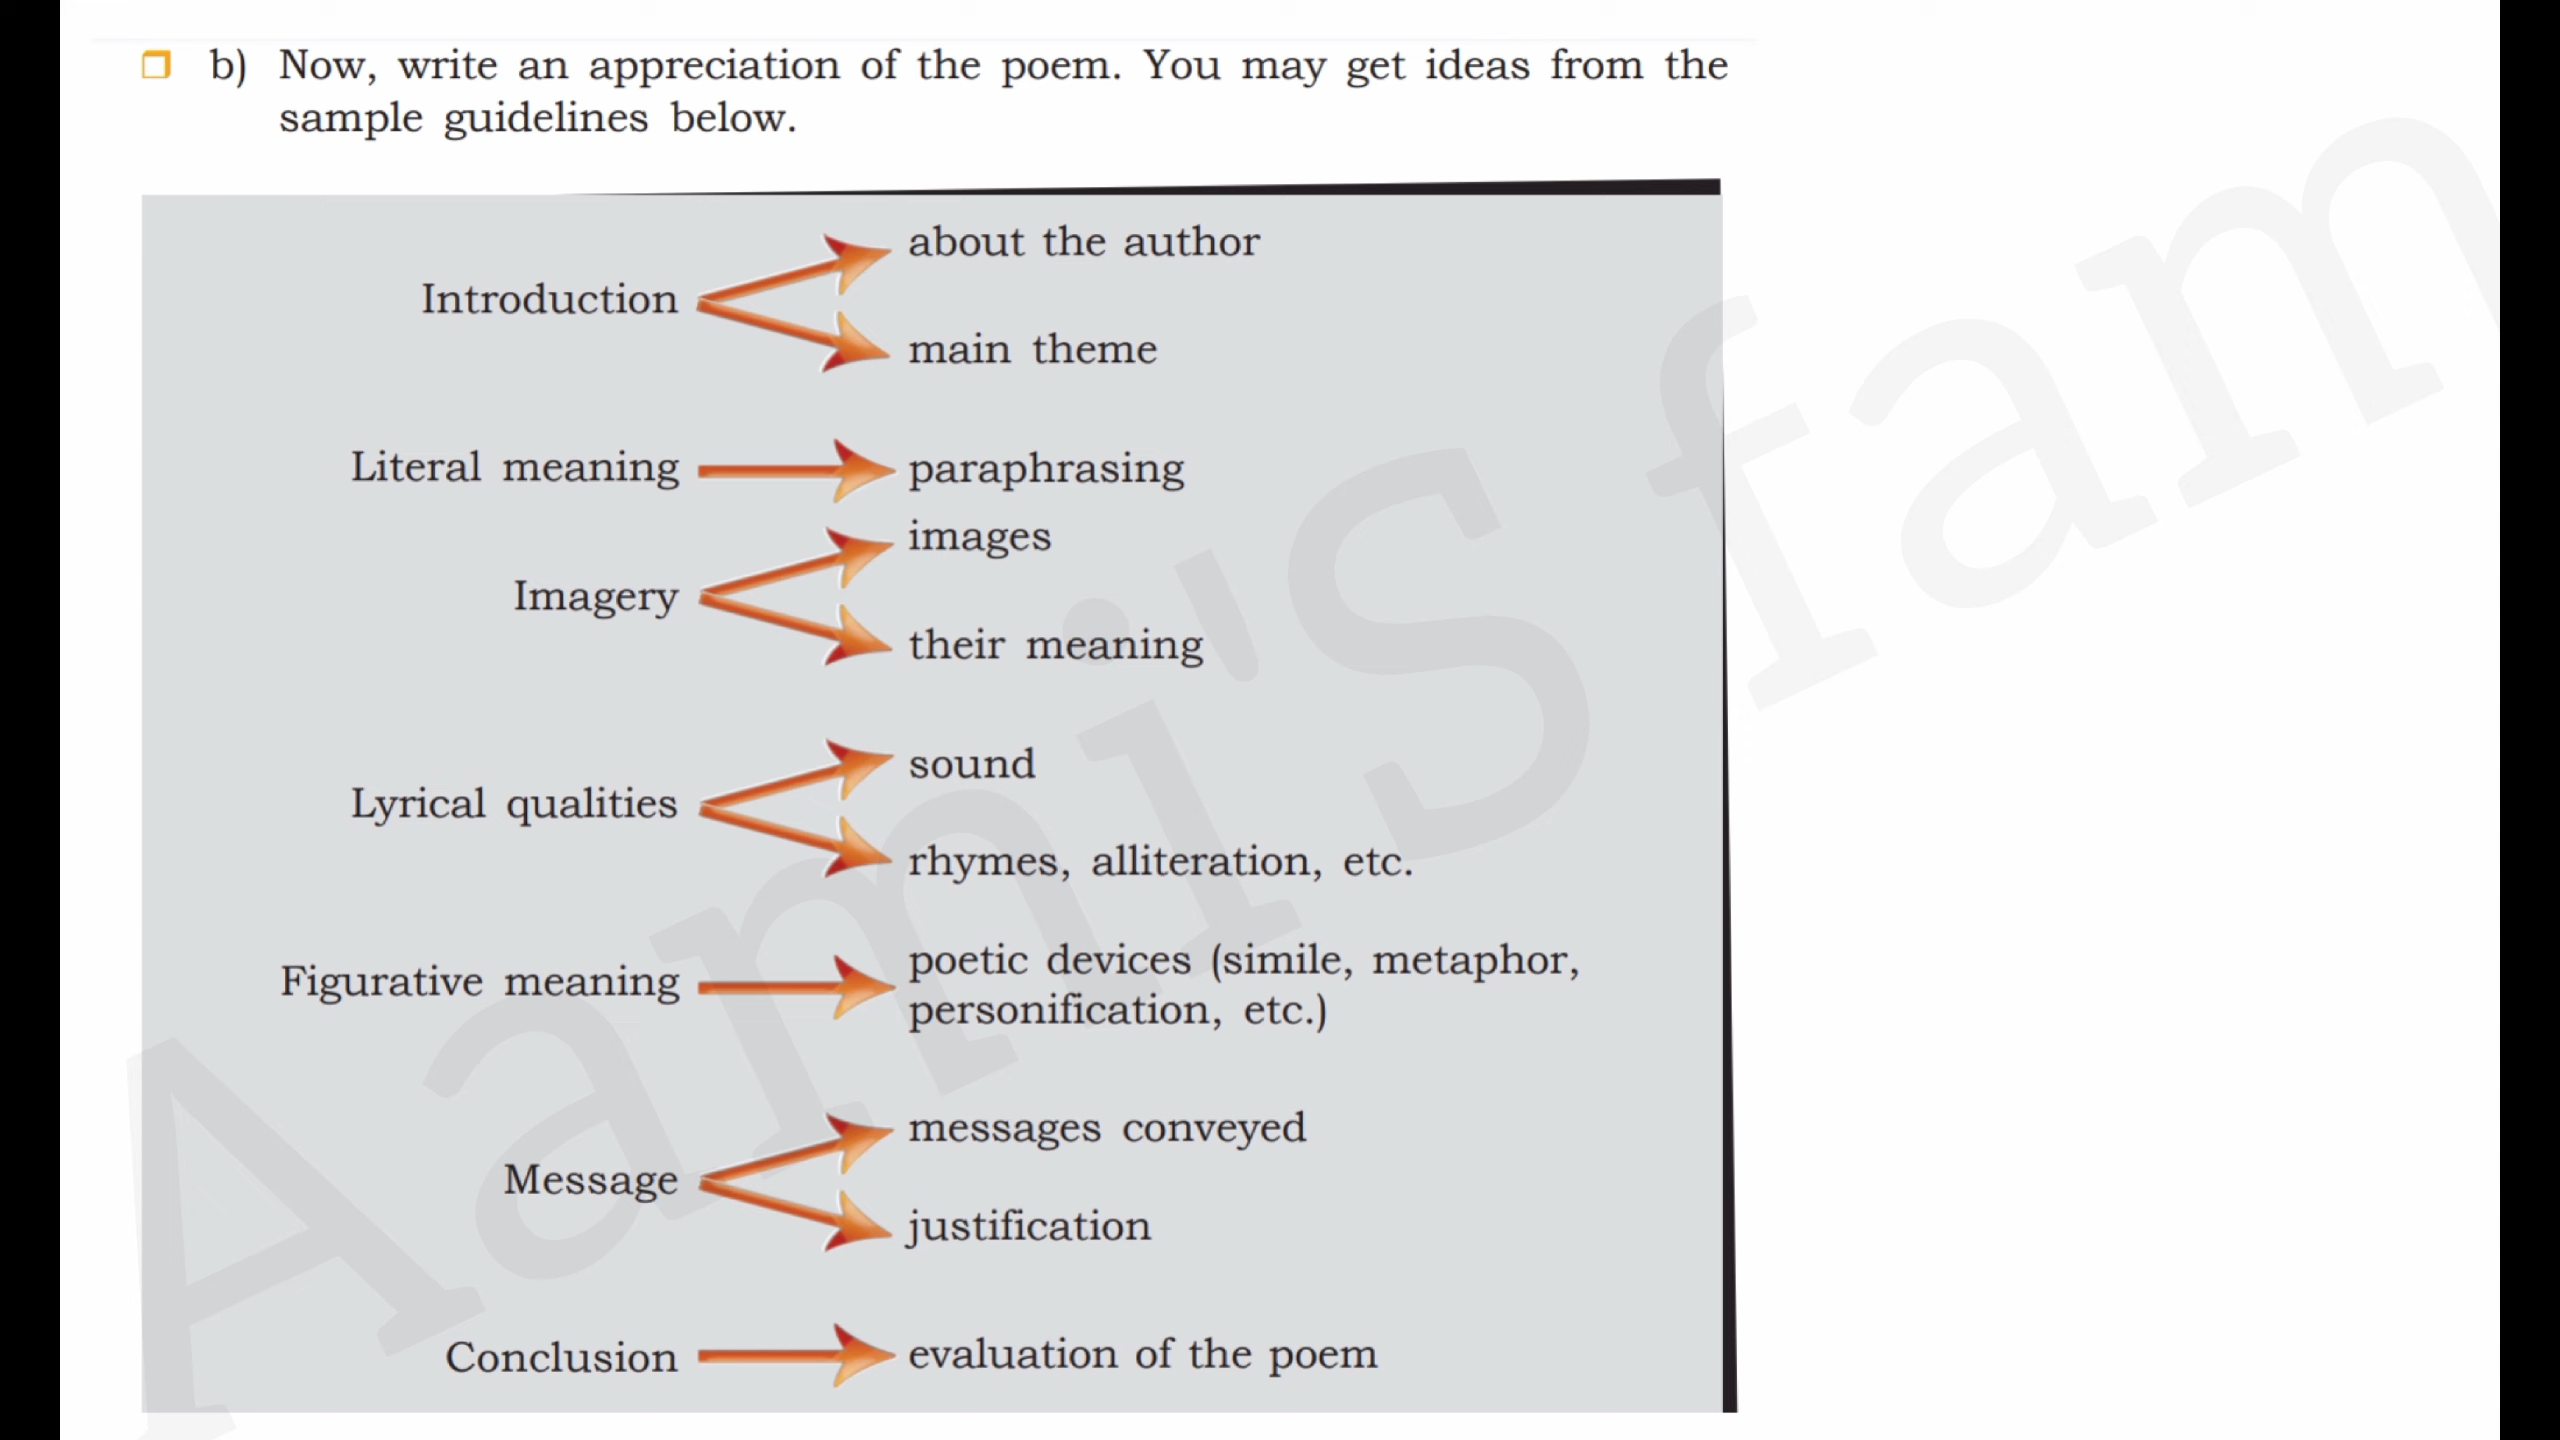 b) Now, write an appreciation of the poem. You may get ideas from the
sample guidelines below.
about the author
Introduction
main theme
Literal meaning paraphrasing
images
Imagery
their meaning
sound
Lyrical qualities
rhymes, alliteration, etc.
poetic devices (simile, metaphor,
Figurative meaning
personification, etc.)
messages conveyed
Message
justification
Conclusion evaluation of the poem
Aami's fam